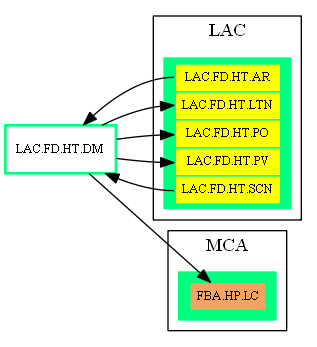 LAC
LAC.FD.HT.AR
LAC.FD.HT.LTN
LAC.FD.HT.DM
LAC.FD.HT.PO
LAC.FD.HT.PV
LAC.FD.HT.SCN
MCA
FBA.HP.LC